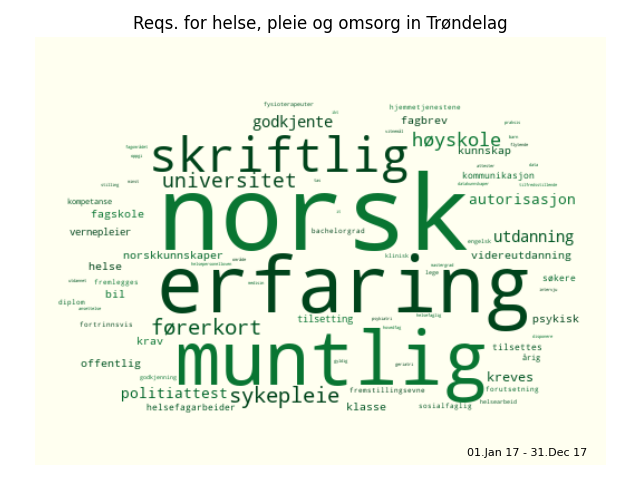 Reqs. for helse, pleie og omsorg in Trøndelag
fysioterapeuter
hjemmetjenestene
godkjente
fagbrev
høyskole
skriftlig
kunnskap
universitet
kommunikasjon
kompetanse
norsk
autorisasjon
fagskole
vernepleier
bachelorgrad
engelsk
utdanning
norskkunnskaper
klinisk
videreutdanning
helse
lege
søkere
fremlegges
erfaring
bil
diplom
fortrinnsvis
førerkort
tilsetting
psykisk
krav
muntlig
tilsettes
årig
offentlig
godkjenning
kreves
politiattest
sykepleie
fremstillingsevne
forutsetning
helsefagarbeider
klasse
sosialfaglig
helsearbeid
01.Jan 17 - 31.Dec 17